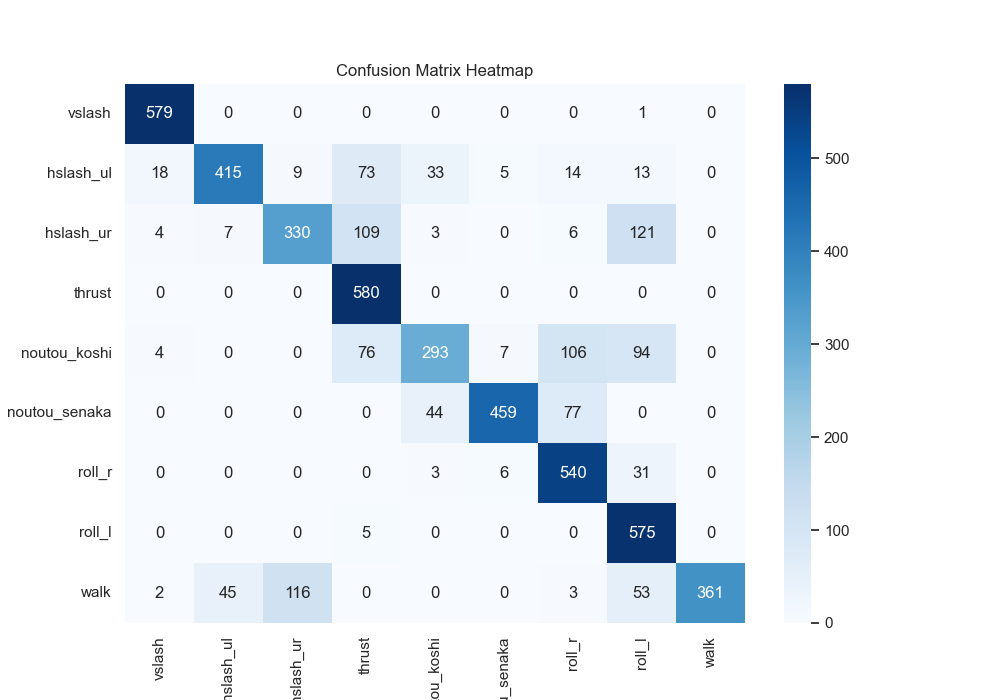 Confusion Matrix Heatmap
vslash 579 0 0 0 0 0 0 1 0
hslash_ul 18 415 9 73 33 5 14 13 0
hslash_ur 4 7 330 109 3 0 6 121 0
thrust 0 0 0 580 0 0 0 0 0
noutou_koshi 4 0 0 76 293 7 106 94 0
noutou_senaka 0 0 0 0 44 459 77 0 0
roll_r 0 0 0 0 3 6 540 31 0
roll_l 0 0 0 5 0 0 0 575 0
walk 2 45 116 0 0 0 3 53 361
vslash
hslash_ul
hslash_ur
thrust
ou_koshi
u_senaka
roll_r
roll_l
walk
500
400
300
200
100
0